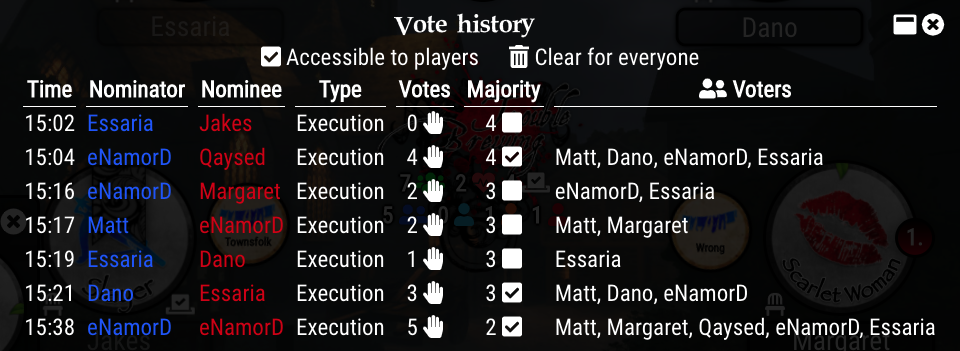 Essaria
Vote history
Dano
Accessible to players Clear for everyone
Time Nominator Nominee Type Votes Majority Voters
15:02 Essaria Jakes Execution 0 4
15:04 eNamorD Qaysed Execution 4 4 Matt, Dano, eNamorD, Essaria
15:16 eNamorD Margaret Execution 2 3 eNamorD, Essaria
15:17 Matt eNamorD Execution 2 3 Matt, Margaret
15:19 Essaria Dano Execution 1 3 Essaria
15:21 Dano Essaria Execution 3 3 Matt, Dano, eNamorD
15:38 eNamorD eNamorD Execution 5 2 Matt, Margaret, Qaysed, eNamorD, Essaria
Townsfolk
Wrong
1.
Scarlet Woman
Jakes
Margaret